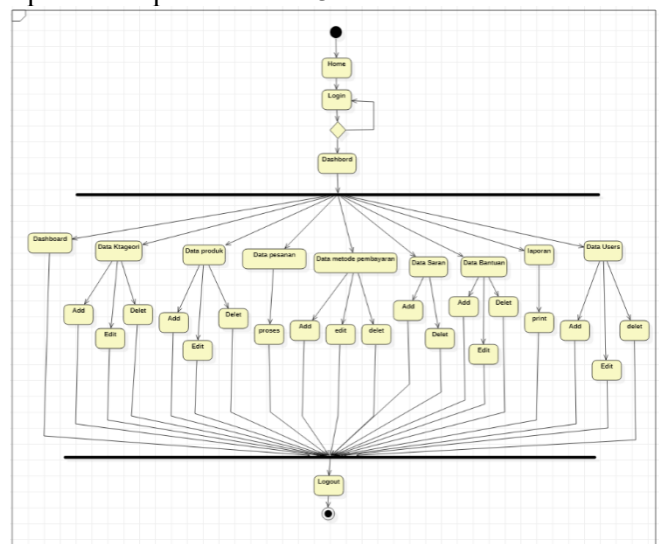 Home
Login
Dashbord
Dashboard
Data Ktageori
Data produk
Data pesanan
Data metode pembayaran
Data Saran
Data Bantuan
laporan
Data Users
Add
Edit
Delet
Add
Edit
Delet
proses
Add
edit
delet
Add
Delet
Add
Edit
Delet
print
Add
Edit
delet
Logout